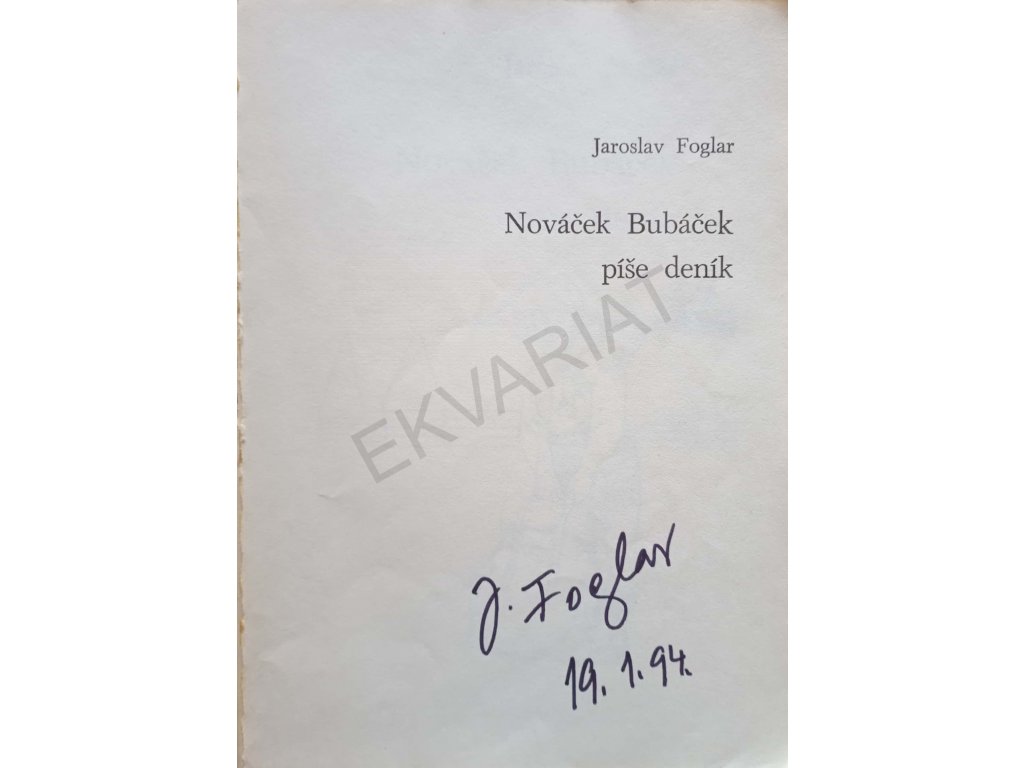 Jaroslav Foglar
Nováček Bubáček
píše deník
EKVARIAT
J. Foglar
19.1.94.